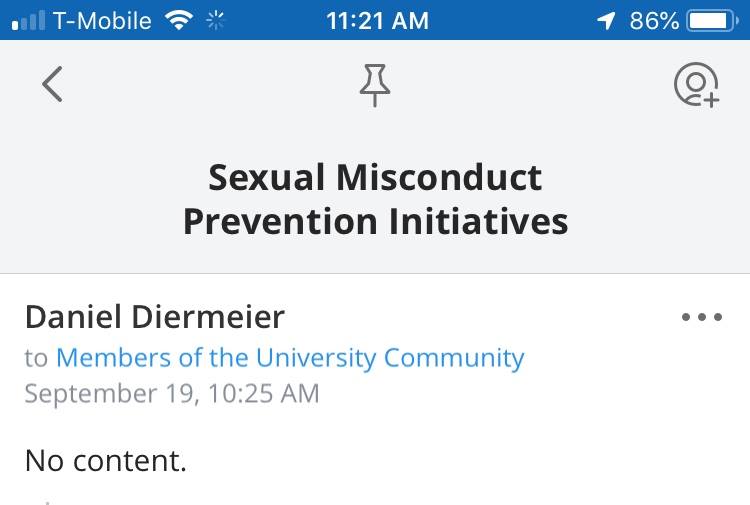 T-Mobile 11:21 AM 86%
Sexual Misconduct
Prevention Initiatives
Daniel Diermeier
to Members of the University Community
September 19, 10:25 AM
No content.